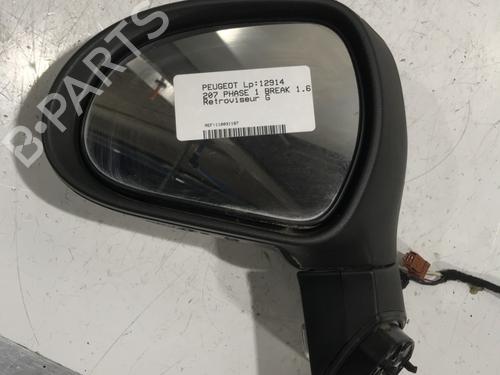 PEUGEOT Lp:12914
207 PHASE 1 BREAK 1.6
Retroviseur G
B-PARTS